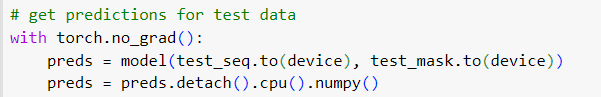 # get predictions for test data
with torch.no_grad():
    preds = model(test_seq.to(device), test_mask.to(device))
    preds = preds.detach().cpu().numpy()